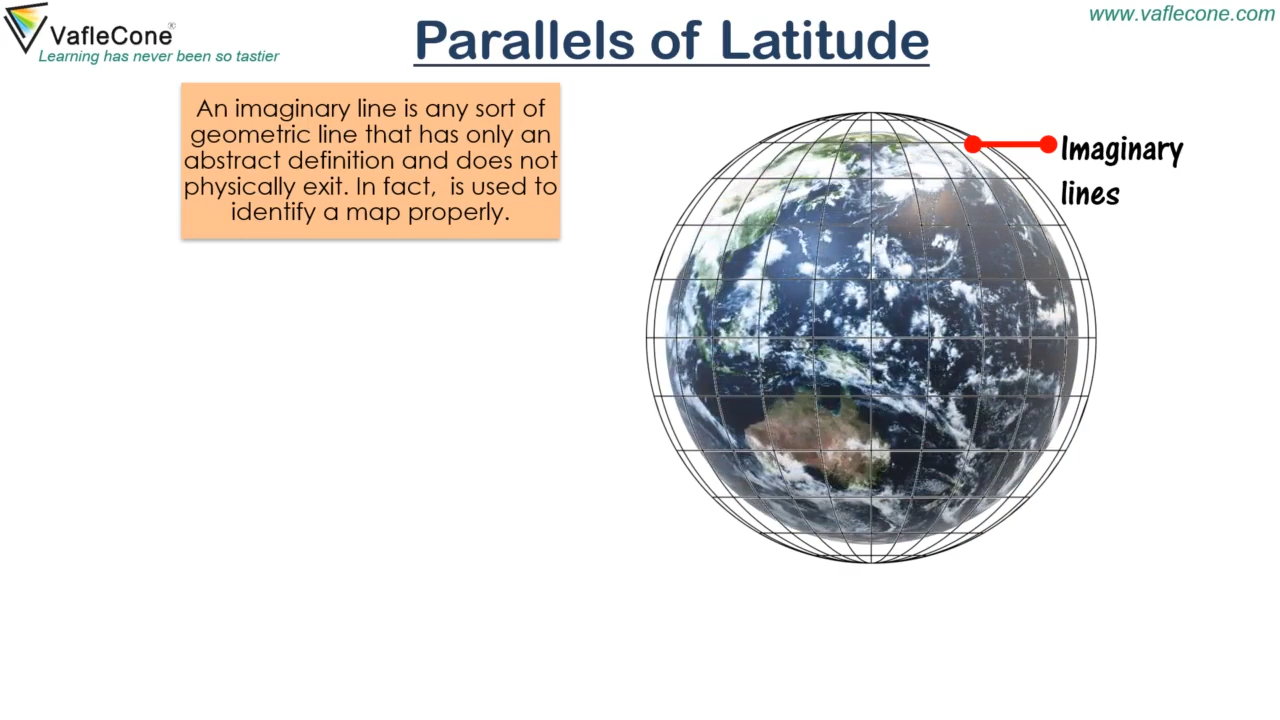 VafleCone®
Learning has never been so tastier
Parallels of Latitude
www.vaflecone.com
An imaginary line is any sort of
geometric line that has only an
abstract definition and does not
physically exit. In fact,  is used to
identify a map properly.
Imaginary
lines